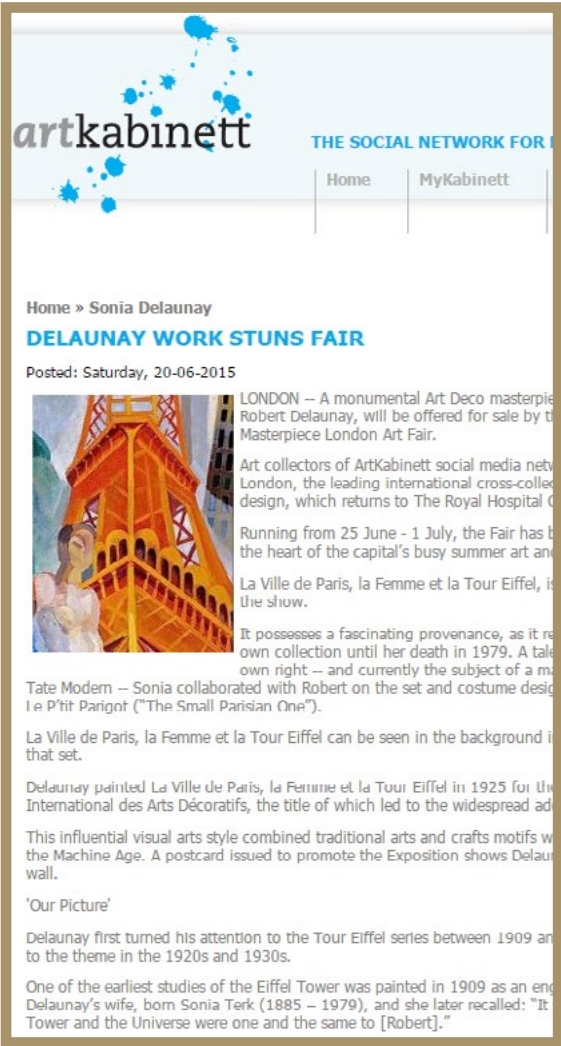 artkabinett
THE SOCIAL NETWORK FOR
Home
MyKabinett
Home » Sonia Delaunay
DELAUNAY WORK STUNS FAIR
Posted: Saturday, 20-06-2015
LONDON -- A monumental Art Deco masterpie
Robert Delaunay, will be offered for sale by t
Masterpiece London Art Fair.
Art collectors of ArtKabinett social media netw
London, the leading international cross-collec
design, which returns to The Royal Hospital C
Running from 25 June - 1 July, the Fair has b
the heart of the capital's busy summer art an
La Ville de Paris, la Femme et la Tour Eiffel, is
the show.
It possesses a fascinating provenance, as it re
own collection until her death in 1979. A tale
own right -- and currently the subject of a ma
Tate Modern -- Sonia collaborated with Robert on the set and costume desig
Le P'tit Parigot ("The Small Parisian One").
La Ville de Paris, la Femme et la Tour Eiffel can be seen in the background i
that set.
Delaunay painted La Ville de Paris, la Femme et la Tour Eiffel in 1925 for the
International des Arts Décoratifs, the title of which led to the widespread ad
This influential visual arts style combined traditional arts and crafts motifs w
the Machine Age. A postcard issued to promote the Exposition shows Delau
wall.
'Our Picture'
Delaunay first turned his attention to the Tour Eiffel series between 1909 an
to the theme in the 1920s and 1930s.
One of the earliest studies of the Eiffel Tower was painted in 1909 as an eng
Delaunay's wife, born Sonia Terk (1885 – 1979), and she later recalled: "It
Tower and the Universe were one and the same to [Robert]."